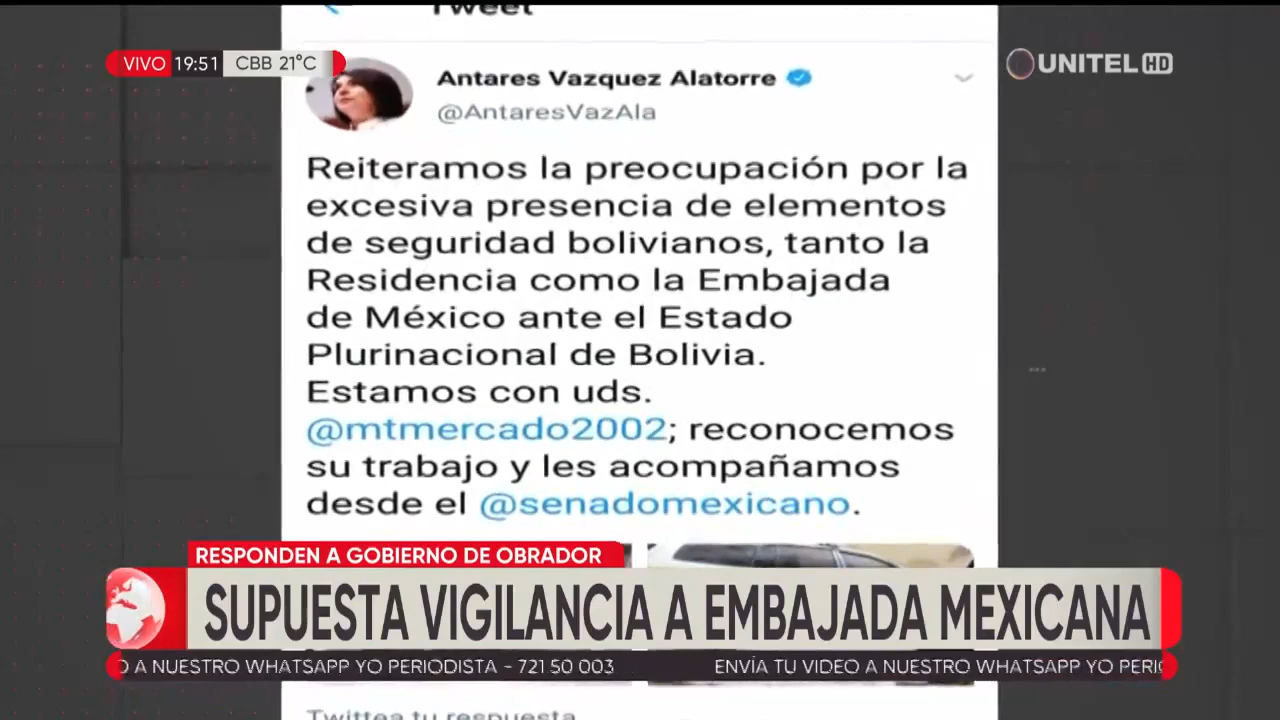 Tweet
VIVO 19:51 CBB 21°C
UNITEL HD
Antares Vazquez Alatorre
@AntaresVazAla
Reiteramos la preocupación por la
excesiva presencia de elementos
de seguridad bolivianos, tanto la
Residencia como la Embajada
de México ante el Estado
Plurinacional de Bolivia.
Estamos con uds.
@mtmercado2002; reconocemos
su trabajo y les acompañamos
desde el @senadomexicano.
RESPONDEN A GOBIERNO DE OBRADOR
SUPUESTA VIGILANCIA A EMBAJADA MEXICANA
O A NUESTRO WHATSAPP YO PERIODISTA - 721 50 003 ENVÍA TU VIDEO A NUESTRO WHATSAPP YO PERIO
Twittea tu respuesta